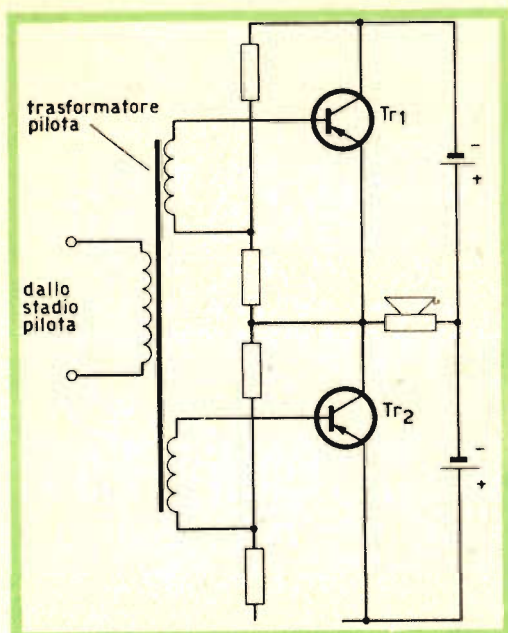 trasformatore
pilota
Tr1
-
+
dallo
stadio
pilota
Tr2
-
+